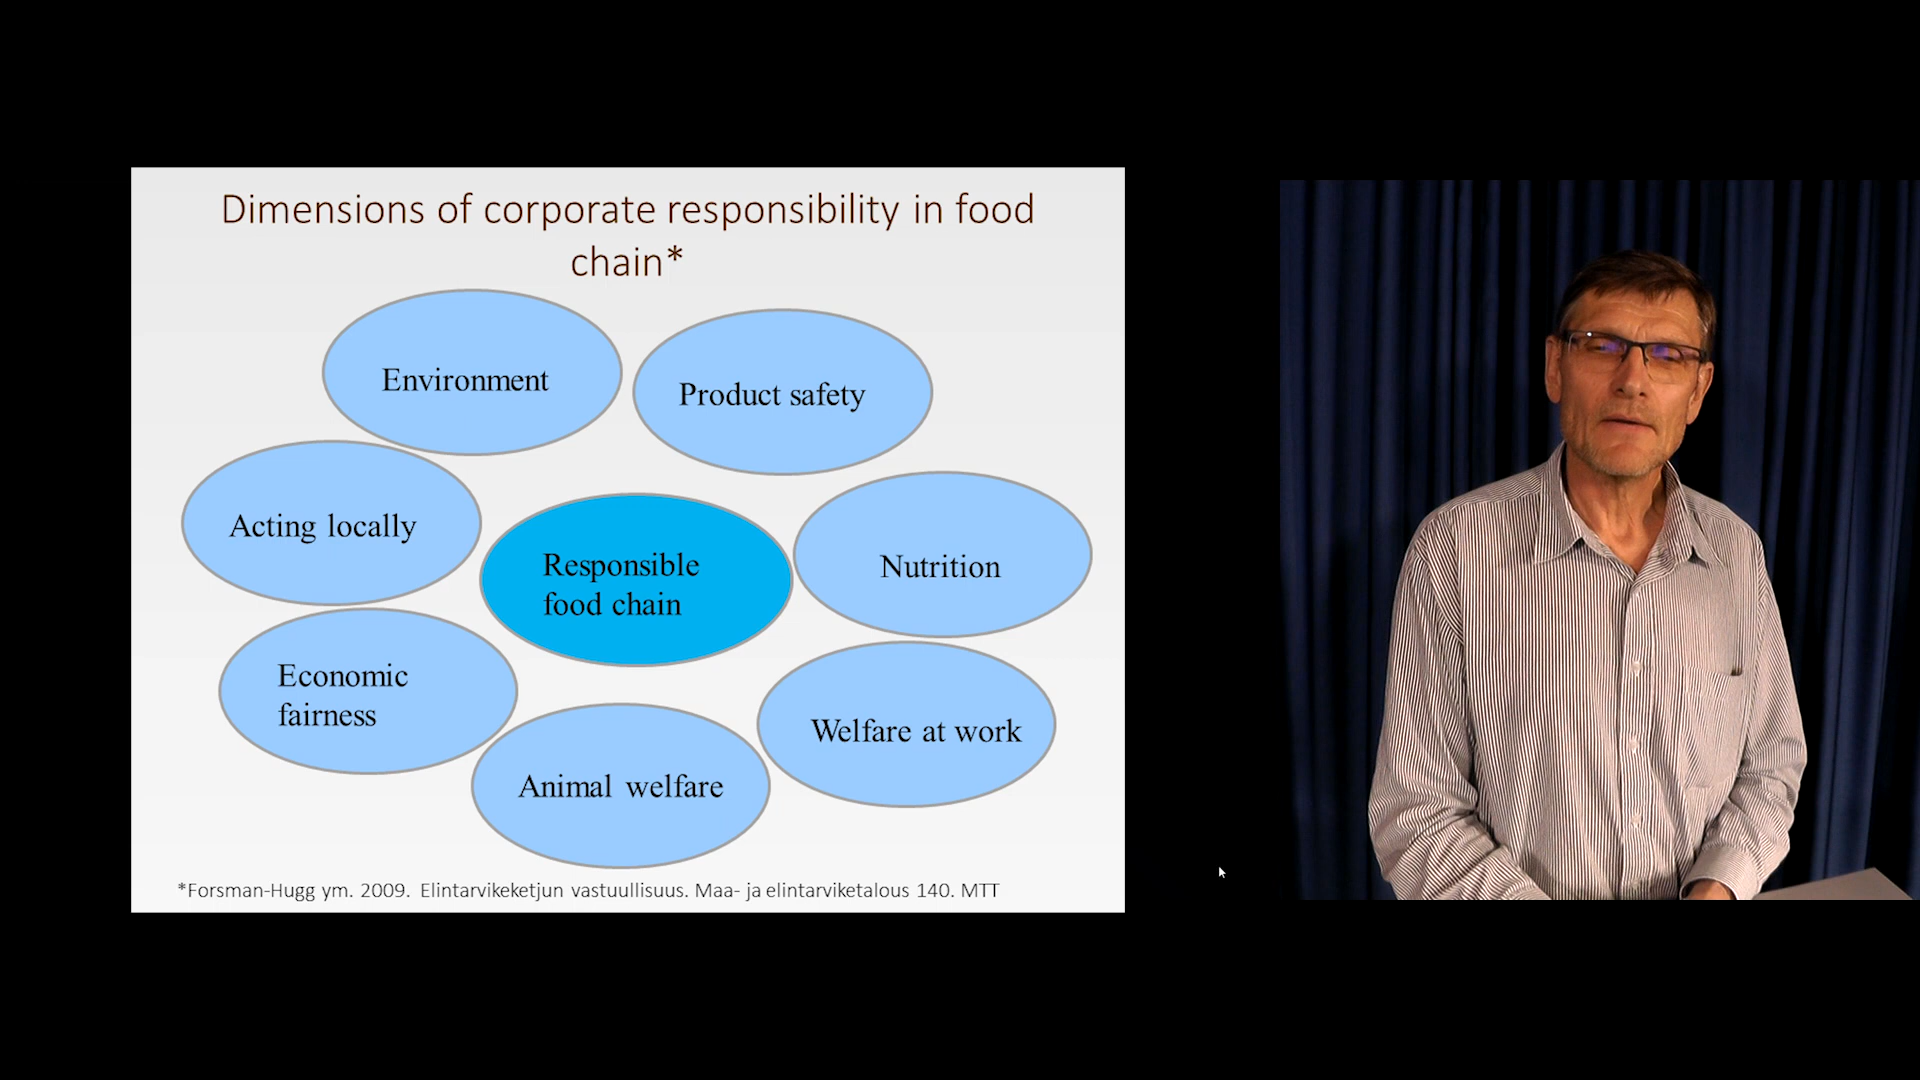 Dimensions of corporate responsibility in food
chain*
Environment
Product safety
Acting locally
Responsible
food chain
Nutrition
Economic
fairness
Welfare at work
Animal welfare
*Forsman-Hugg ym. 2009. Elintarvikeketjun vastuullisuus. Maa- ja elintarviketalous 140. MTT